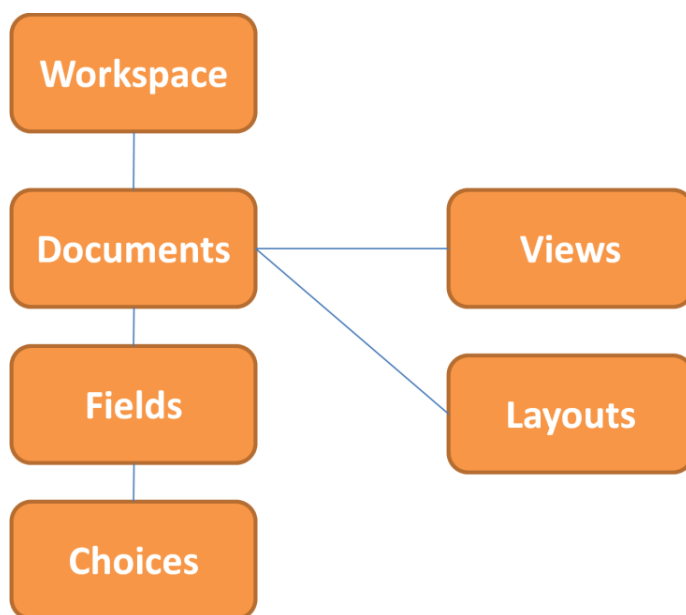 Workspace
Documents
Views
Fields
Layouts
Choices